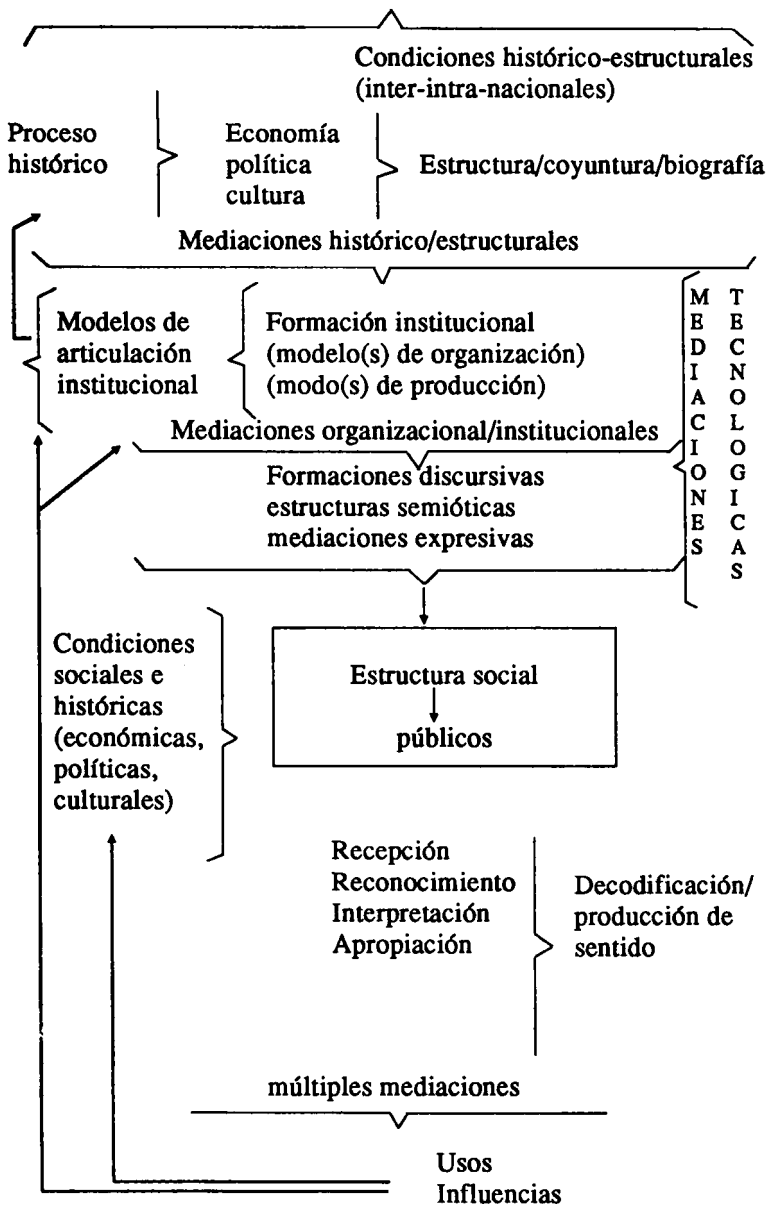 Condiciones histórico-estructurales
(inter-intra-nacionales)
Proceso
histórico
Economía
política
cultura
Estructura/coyuntura/biografía
Mediaciones histórico/estructurales
Modelos de
articulación
institucional
Formación institucional
(modelo(s) de organización)
(modo(s) de producción)
MEDIACIONES
TECNOLOGICAS
Mediaciones organizacional/institucionales
Formaciones discursivas
estructuras semióticas
mediaciones expresivas
Condiciones
sociales e
históricas
(económicas,
políticas,
culturales)
Estructura social
públicos
Recepción
Reconocimiento
Interpretación
Apropiación
Decodificación/
producción de
sentido
múltiples mediaciones
Usos
Influencias